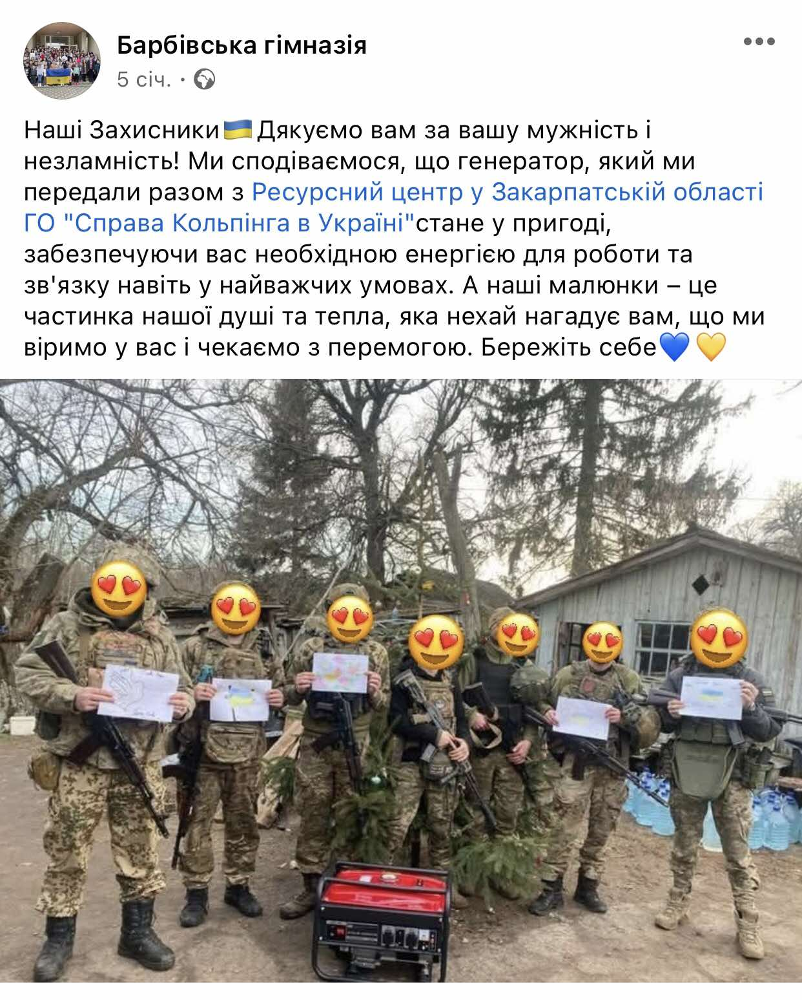 Барбівська гімназія
5 січ. ·
Наші Захисники🇺🇦Дякуємо вам за вашу мужність і
незламність! Ми сподіваємося, що генератор, який ми
передали разом з Ресурсний центр у Закарпатській області
ГО "Справа Кольпінга в Україні"стане у пригоді,
забезпечуючи вас необхідною енергією для роботи та
зв'язку навіть у найважчих умовах. А наші малюнки – це
частинка нашої душі та тепла, яка нехай нагадує вам, що ми
віримо у вас і чекаємо з перемогою. Бережіть себе💙💛